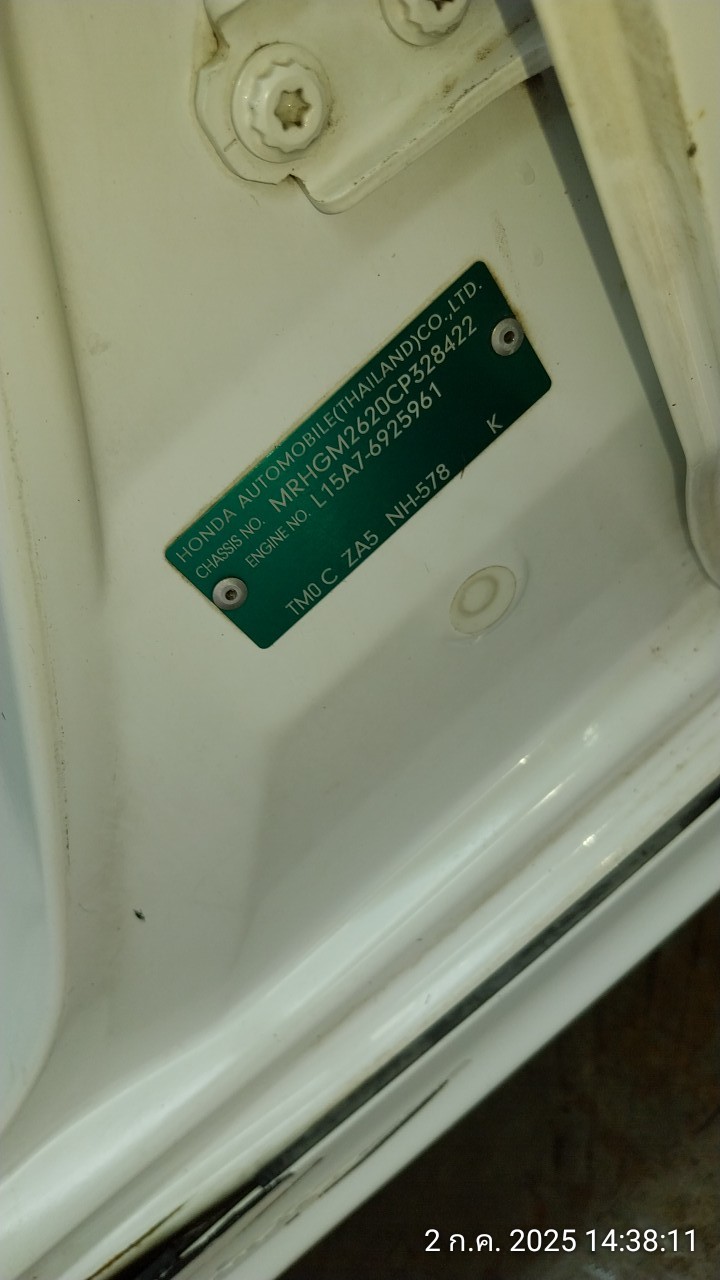 HONDA AUTOMOBILE(THAILAND)CO.,LTD.
CHASSIS NO. MRHGM2620CP328422
ENGINE NO. L15A7-6925961
TM0 C ZA5 NH-578 K
2 ก.ค. 2025 14:38:11